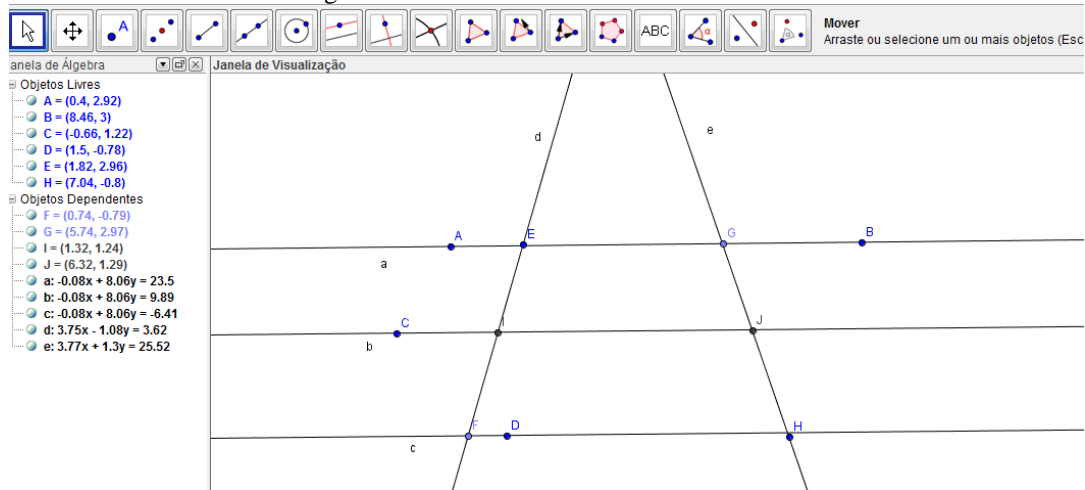 ABC
α
a
Mover
Arraste ou selecione um ou mais objetos (Esc
anela de Álgebra
Janela de Visualização
Objetos Livres
A = (0.4, 2.92)
B = (8.46, 3)
C = (-0.66, 1.22)
D = (1.5, -0.78)
E = (1.82, 2.96)
H = (7.04, -0.8)
Objetos Dependentes
F = (0.74, -0.79)
G = (5.74, 2.97)
I = (1.32, 1.24)
J = (6.32, 1.29)
a: -0.08x + 8.06y = 23.5
b: -0.08x + 8.06y = 9.89
c: -0.08x + 8.06y = -6.41
d: 3.75x - 1.08y = 3.62
e: 3.77x + 1.3y = 25.52
d
e
A
E
G
B
a
C
I
J
b
F
D
H
c